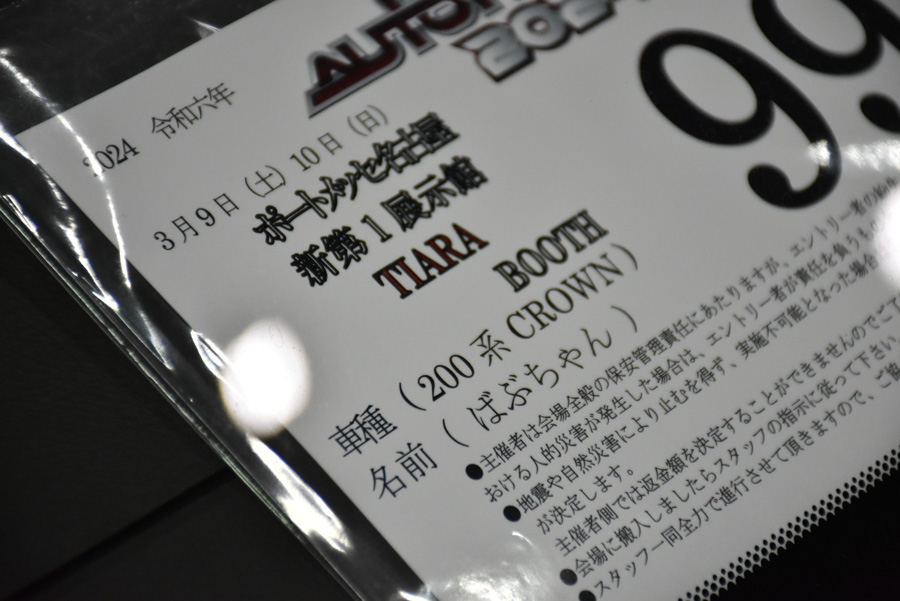 2024
99
2024 令和六年
3月9日（土）10日（日）
ポートメッセ名古屋
新第1展示館
TIARA BOOTH
車種（200系 CROWN）
名前（ばぶちゃん）
●主催者は会場全般の保安管理責任にあたりますが、エントリー者の
おける人的災害が発生した場合は、エントリー者が責任を負うもの
●地震や自然災害により止むを得ず、実施不可能となった場合
が決定します。
主催者側では返金額を決定することができませんのでご
●会場に搬入しましたらスタッフの指示に従って下さい
●スタッフ一同全力で進行させて頂きますので、ご協